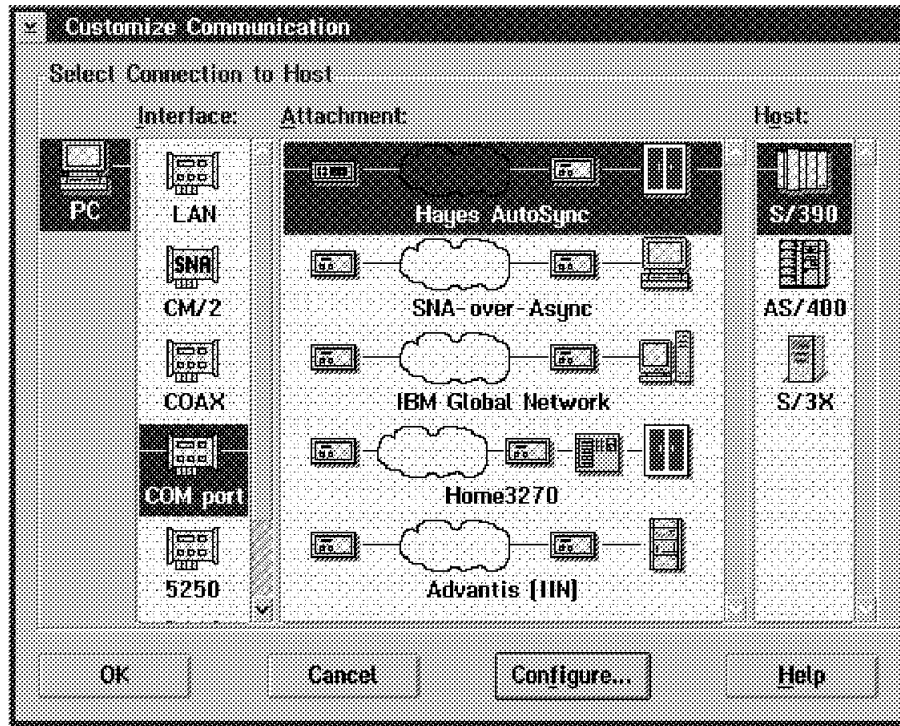 Customize Communication
Select Connection to Host
Interface: Attachment: Host:
PC LAN Hayes AutoSync S/390
SNA
CM/2 SNA-over-Async AS/400
COAX IBM Global Network S/3X
COM port Home3270
5250 Advantis (IIN)
OK Cancel Configure... Help